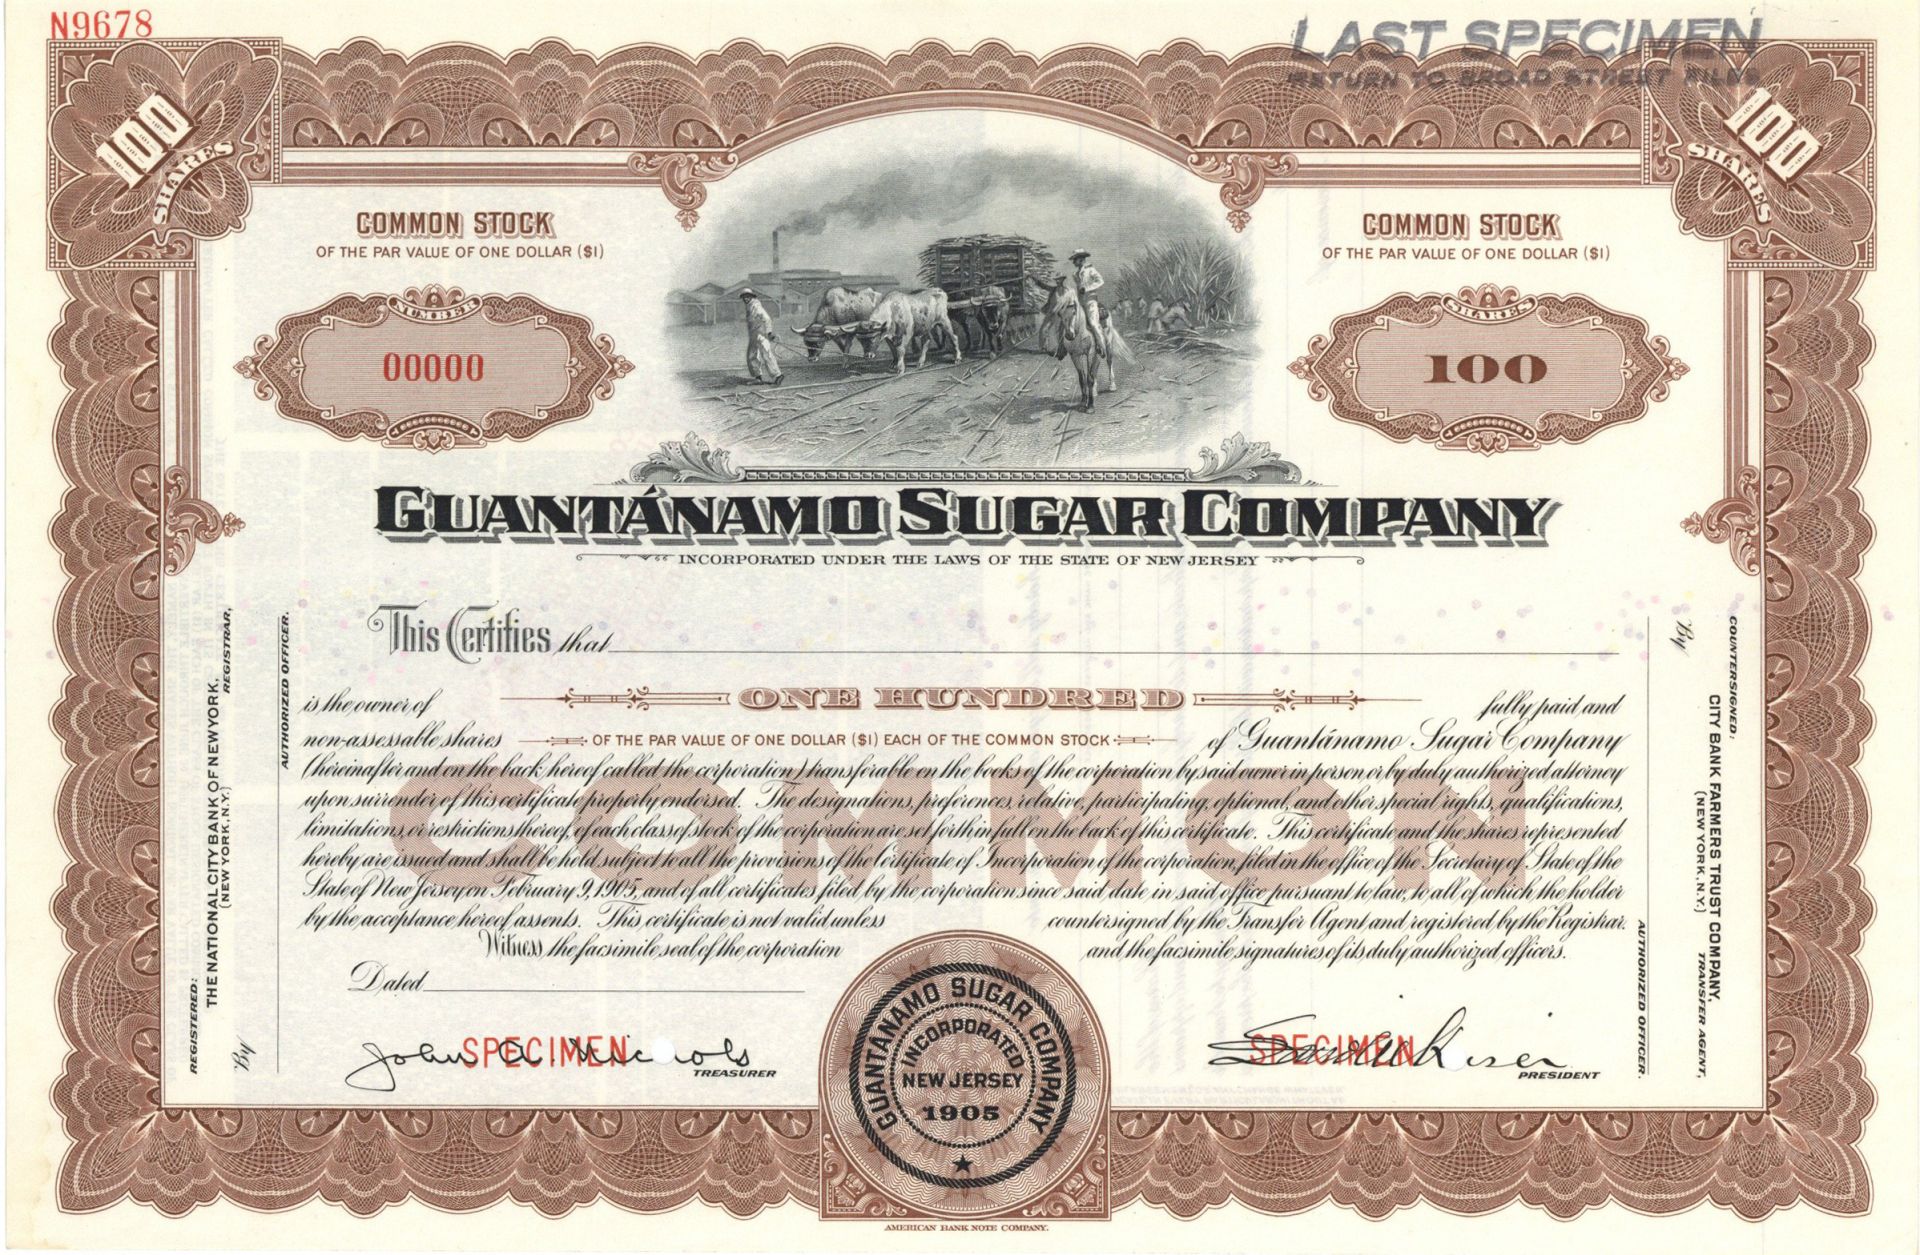 N9678
LAST SPECIMEN
RETURN TO BROAD STREET FILES
100 SHARES
100 SHARES
COMMON STOCK
OF THE PAR VALUE OF ONE DOLLAR ($1)
COMMON STOCK
OF THE PAR VALUE OF ONE DOLLAR ($1)
NUMBER
00000
SHARES
100
GUANTÁNAMO SUGAR COMPANY
INCORPORATED UNDER THE LAWS OF THE STATE OF NEW JERSEY
This Certifies that
is the owner of ONE HUNDRED fully paid and
non-assessable shares OF THE PAR VALUE OF ONE DOLLAR ($1) EACH OF THE COMMON STOCK of Guantánamo Sugar Company
(hereinafter and on the back hereof called the corporation) transferable on the books of the corporation by said owner in person or by duly authorized attorney
upon surrender of this certificate properly endorsed. The designations, preferences, relative, participating, optional, and other special rights, qualifications,
limitations, or restrictions thereof, of each class of stock of the corporation are set forth in full on the back of this certificate. This certificate and the shares represented
hereby are issued and shall be held subject to all the provisions of the Certificate of Incorporation of the corporation, filed in the office of the Secretary of State of the
State of New Jersey on February 9, 1905, and of all certificates filed by the corporation since said date in said office pursuant to law, to all of which the holder
by the acceptance hereof assents. This certificate is not valid unless countersigned by the Transfer Agent and registered by the Registrar.
Witness the facsimile seal of the corporation and the facsimile signatures of its duly authorized officers.
COMMON
Dated
John A. Nichols
SPECIMEN
TREASURER
SPECIMEN
PRESIDENT
GUANTANAMO SUGAR COMPANY
INCORPORATED
NEW JERSEY
1905
AMERICAN BANK NOTE COMPANY.
REGISTERED:
THE NATIONAL CITY BANK OF NEW YORK,
(NEW YORK, N.Y.) REGISTRAR,
By
AUTHORIZED OFFICER.
COUNTERSIGNED:
CITY BANK FARMERS TRUST COMPANY,
(NEW YORK, N.Y.) TRANSFER AGENT,
By
AUTHORIZED OFFICER.